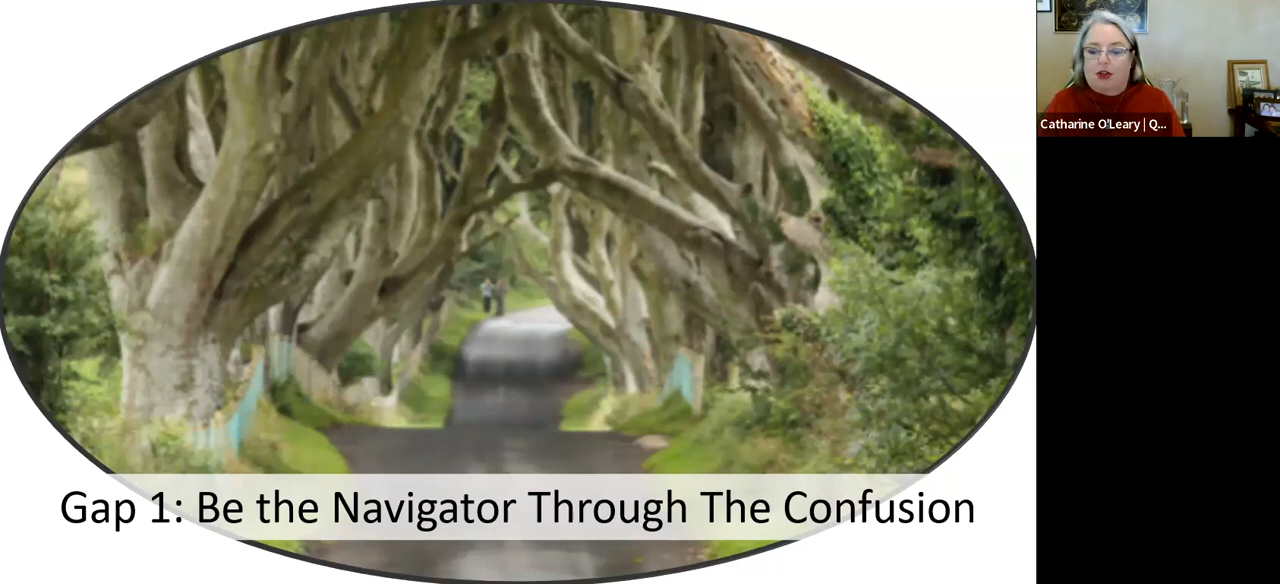 Catharine O'Leary | Q...
Gap 1: Be the Navigator Through The Confusion